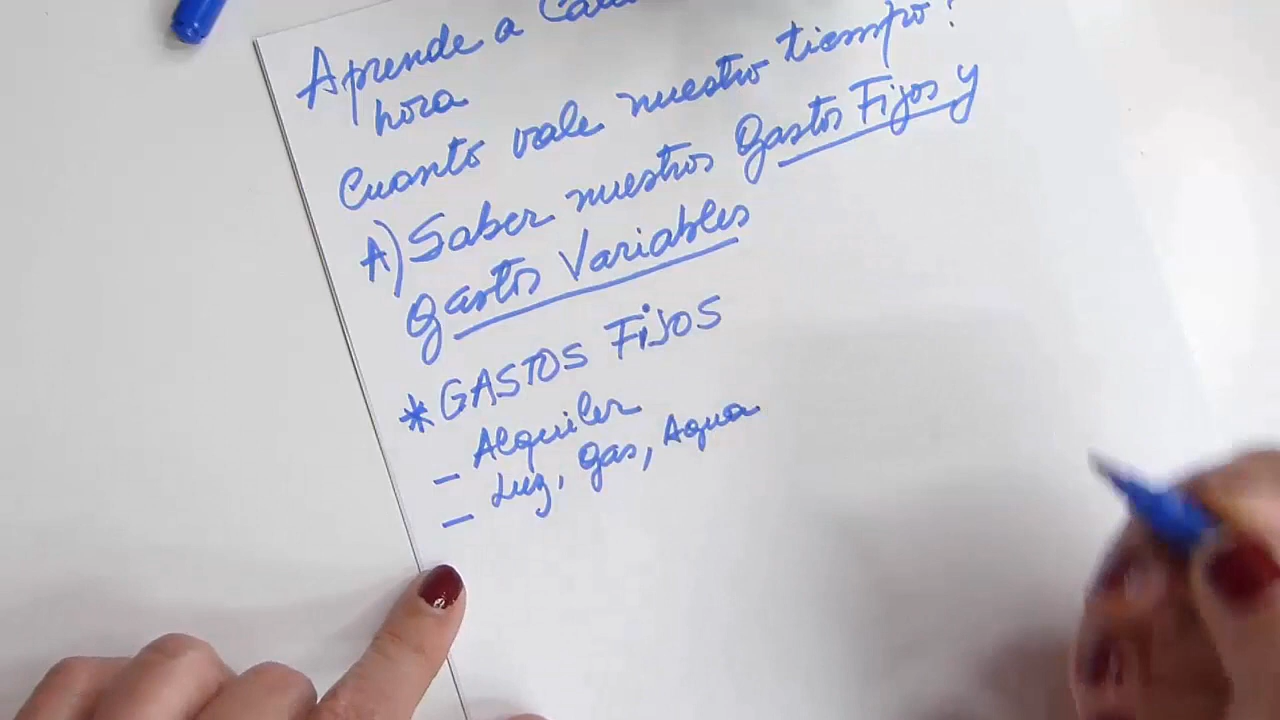 Aprende a
hora
Cuanto vale nuestro tiempo?
A) Saber nuestros Gastos Fijos y
Gastos Variables
* GASTOS FIJOS
- Alquiler
- Luz, Gas, Agua